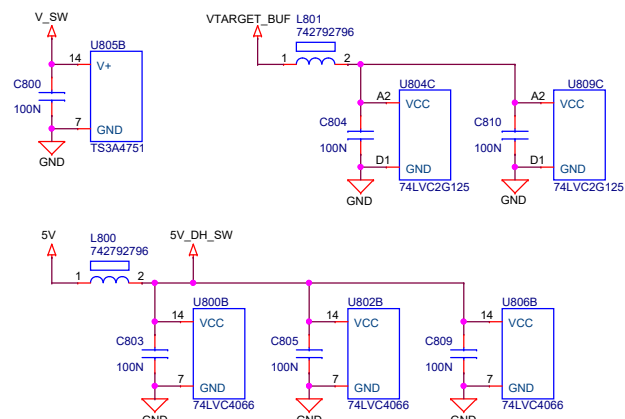 V_SW
U805B
14
V+
C800
100N
7
GND
TS3A4751
GND
VTARGET_BUF
L801
742792796
1
2
U804C
A2
VCC
C804
100N
D1
GND
74LVC2G125
GND
U809C
A2
VCC
C810
100N
D1
GND
74LVC2G125
GND
5V
L800
742792796
1
2
5V_DH_SW
U800B
14
VCC
C803
100N
7
GND
74LVC4066
GND
U802B
14
VCC
C805
100N
7
GND
74LVC4066
GND
U806B
14
VCC
C809
100N
7
GND
74LVC4066
GND